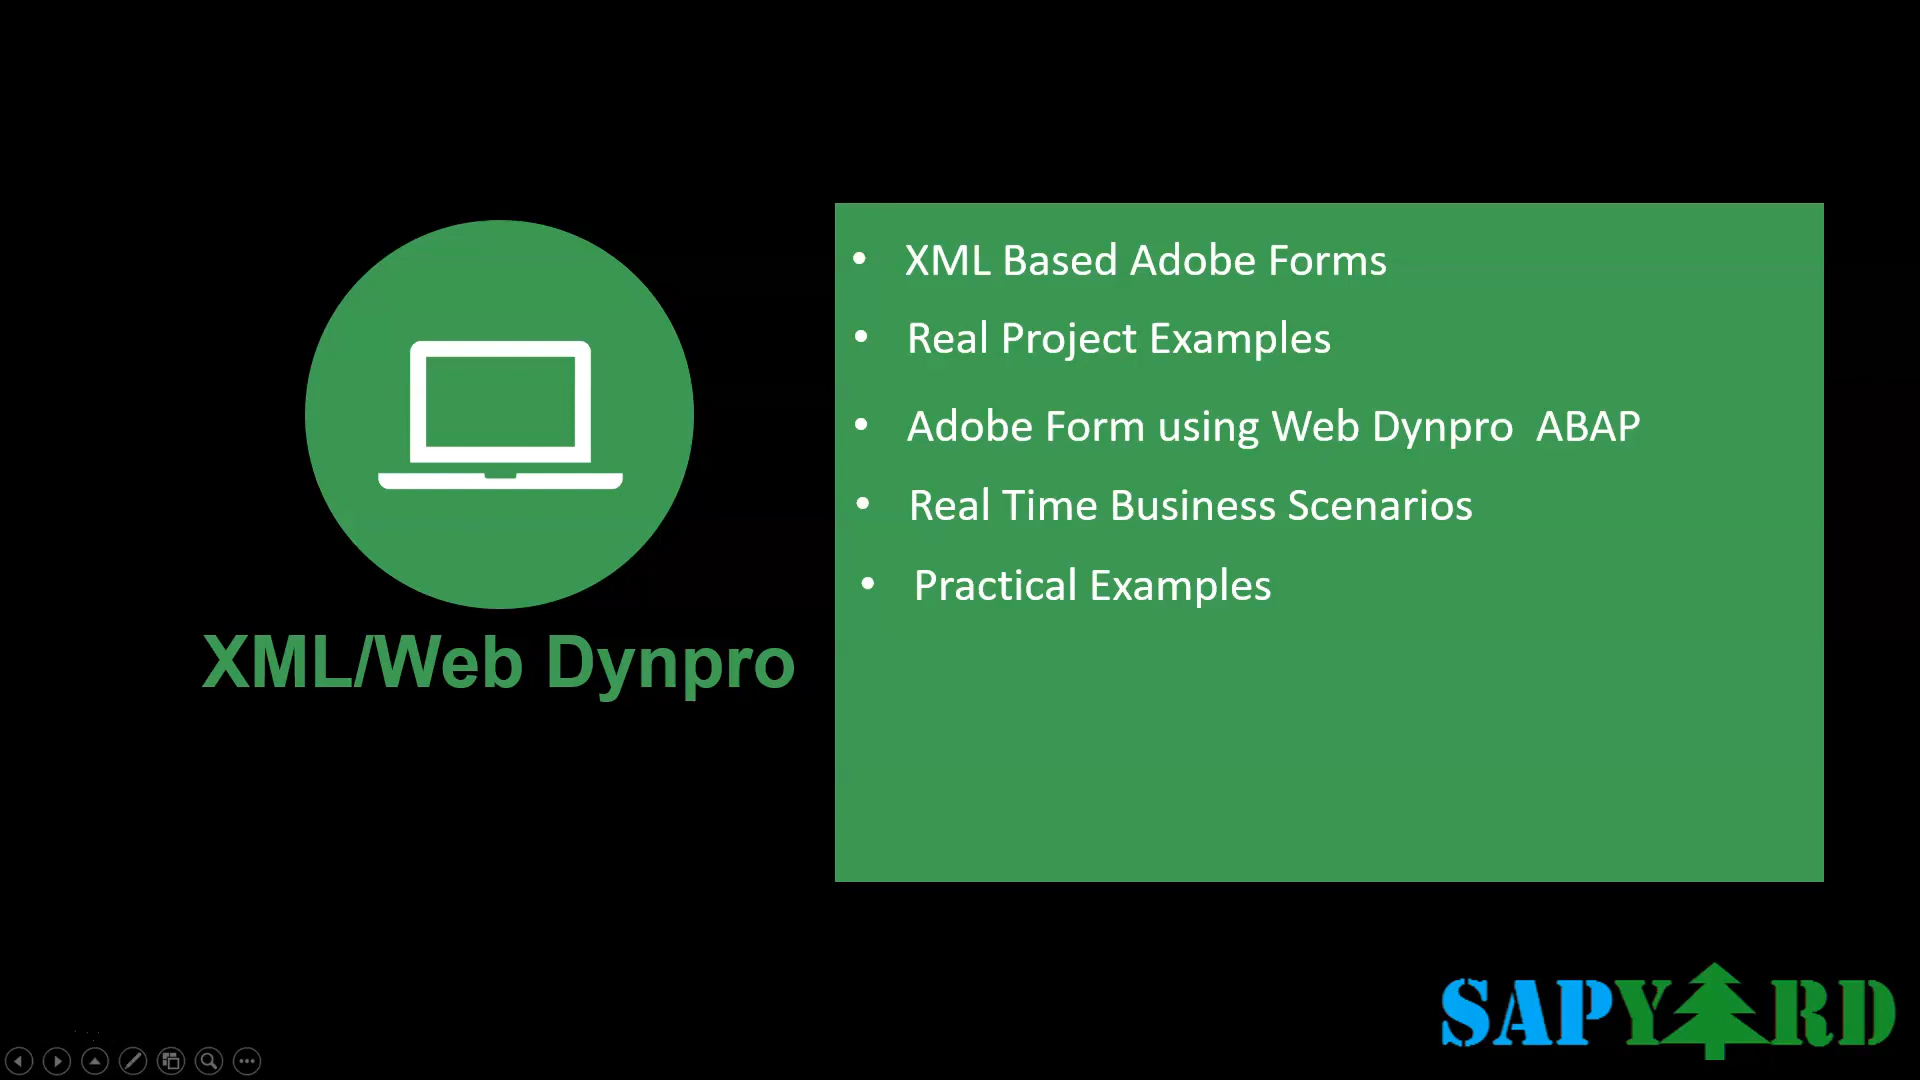 • XML Based Adobe Forms
• Real Project Examples
• Adobe Form using Web Dynpro ABAP
• Real Time Business Scenarios
• Practical Examples
XML/Web Dynpro
SAPYARD